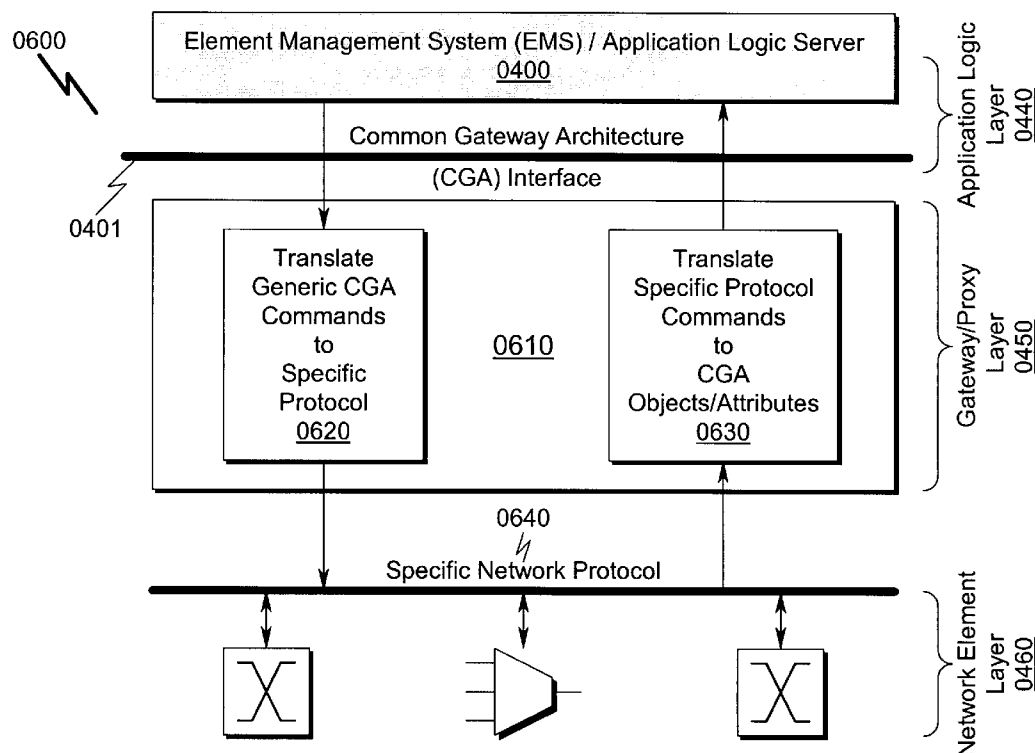 0600
Element Management System (EMS) / Application Logic Server
0400
Common Gateway Architecture
(CGA) Interface
0401
Application Logic
Layer
0440
Translate
Generic CGA
Commands
to
Specific
Protocol
0620
0610
Translate
Specific Protocol
Commands
to
CGA
Objects/Attributes
0630
Gateway/Proxy
Layer
0450
0640
Specific Network Protocol
Network Element
Layer
0460